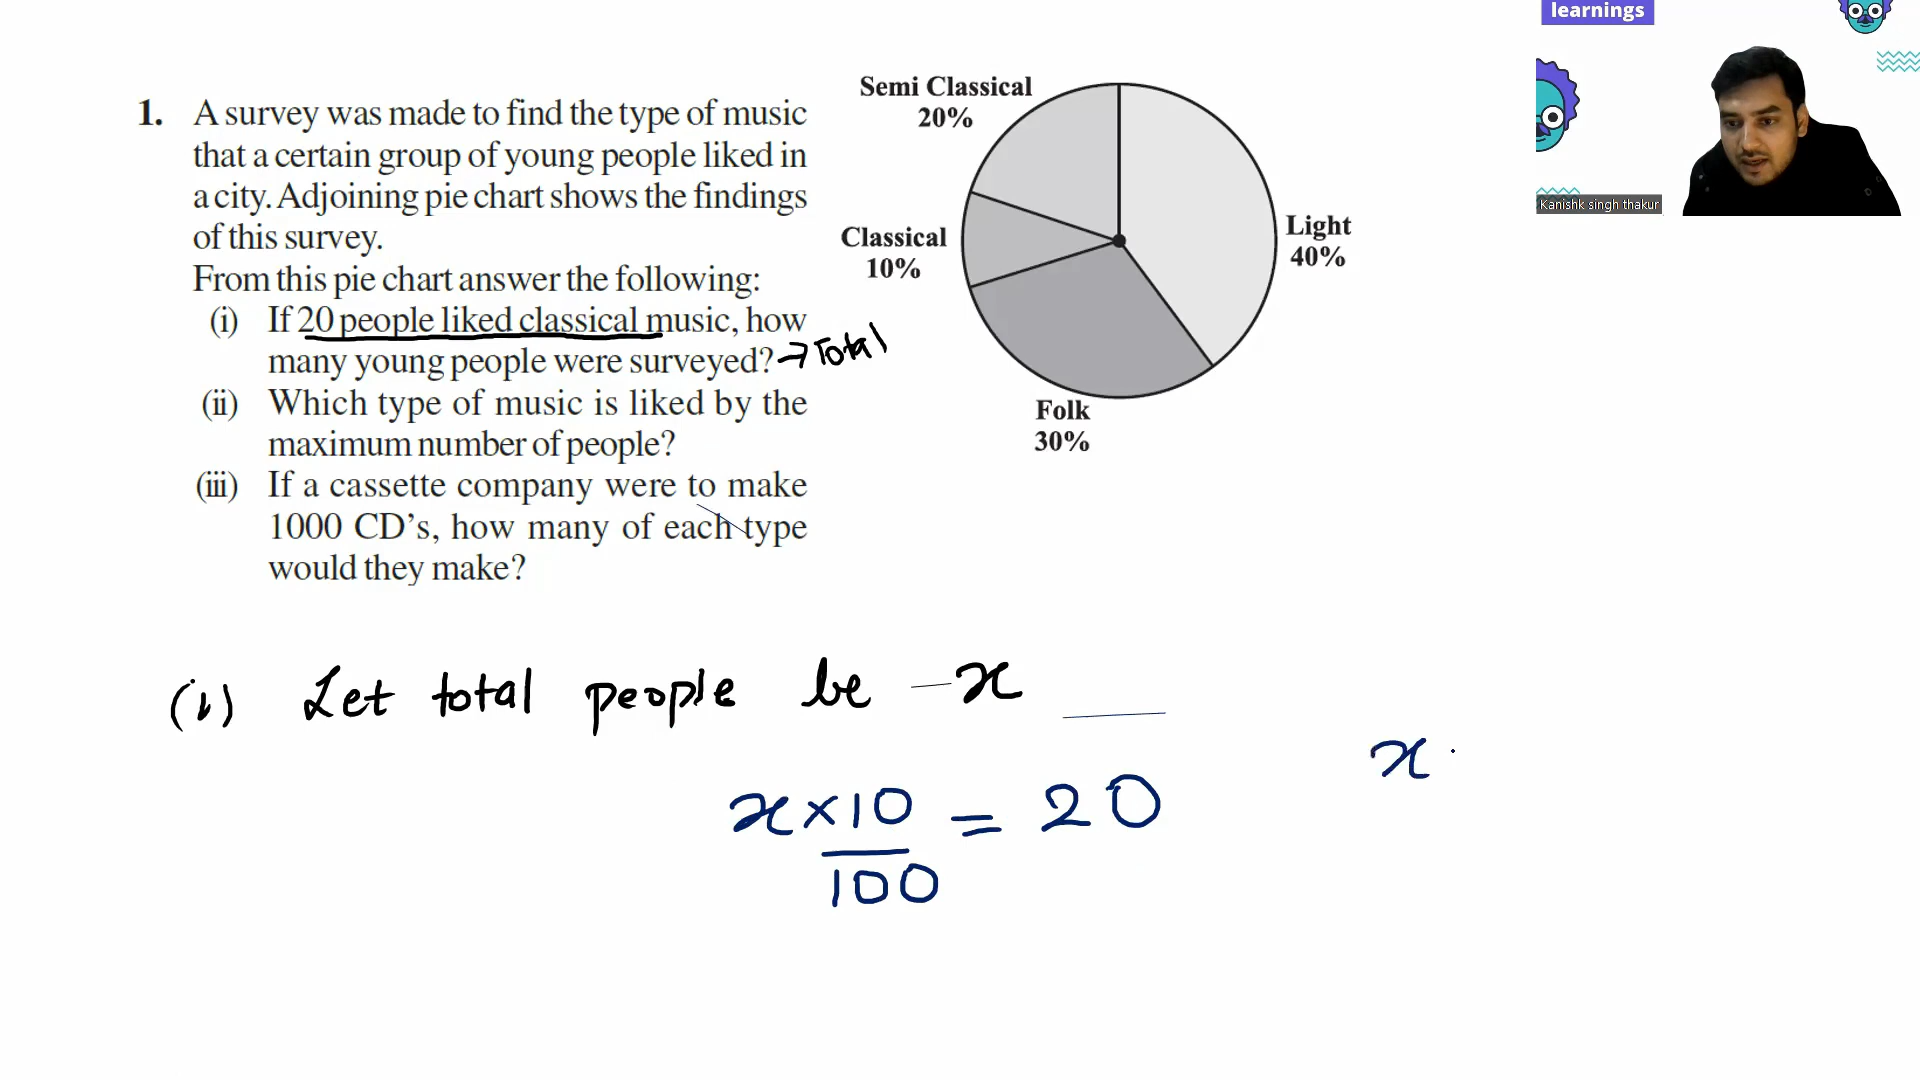 learnings
Kanishk singh thakur
1. A survey was made to find the type of music
that a certain group of young people liked in
a city. Adjoining pie chart shows the findings
of this survey.
From this pie chart answer the following:
(i) If 20 people liked classical music, how
many young people were surveyed? → Total
(ii) Which type of music is liked by the
maximum number of people?
(iii) If a cassette company were to make
1000 CD's, how many of each type
would they make?
Semi Classical
20%
Classical
10%
Light
40%
Folk
30%
(i) Let total people be x
x × 10 = 20
100
x